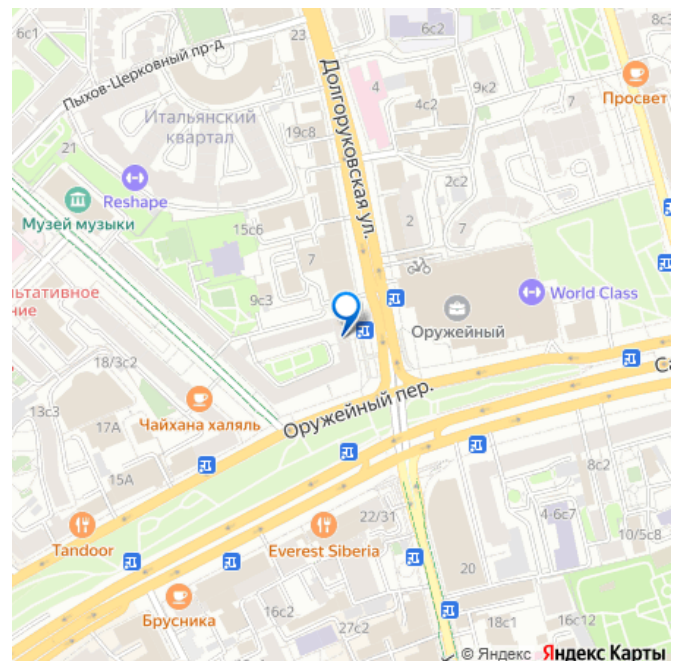 6с1
23
6с2
8с3
Пыхов-Церковный пр-д
Долгоруковская ул.
4
4с2
9к2
7
Просвет
Итальянский
квартал
19с8
21
Reshape
Музей музыки
2с2
15с6
2
7
7
льтативное
ние
9с3
World Class
Оружейный
18/3с2
Са
Чайхана халяль
Оружейный пер.
13с3
17А
15А
8с2
4-6с7
10/5с8
22/31
Tandoor
Everest Siberia
20
Брусника
16с2
27с2
18с1
16с12
© Яндекс Яндекс Карты